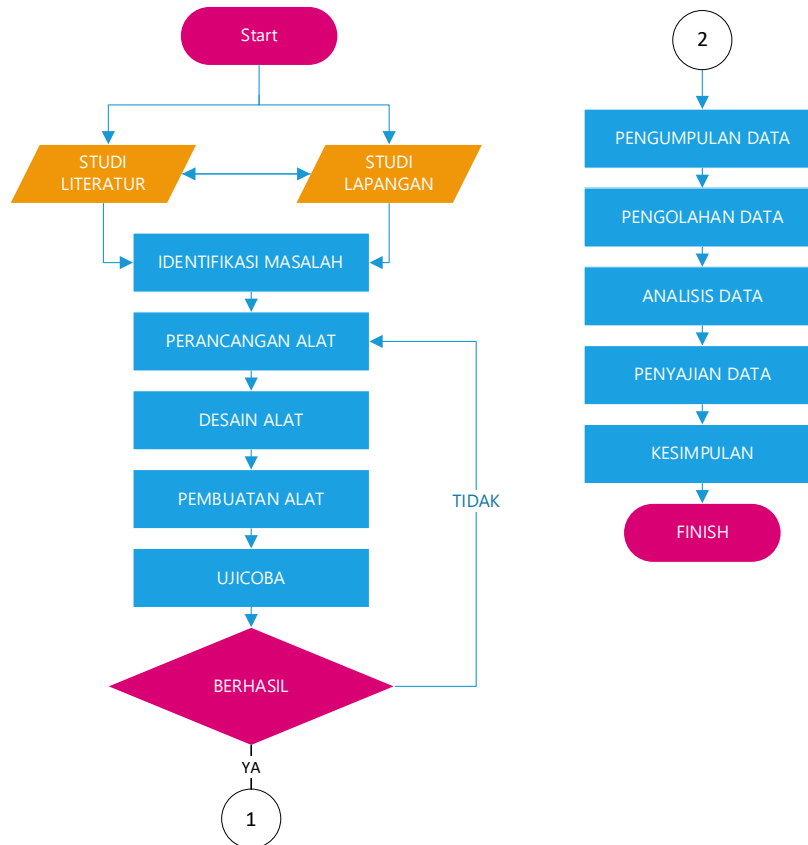 Start
STUDI
LITERATUR
STUDI
LAPANGAN
IDENTIFIKASI MASALAH
PERANCANGAN ALAT
DESAIN ALAT
PEMBUATAN ALAT
TIDAK
UJICOBA
BERHASIL
YA
1
2
PENGUMPULAN DATA
PENGOLAHAN DATA
ANALISIS DATA
PENYAJIAN DATA
KESIMPULAN
FINISH